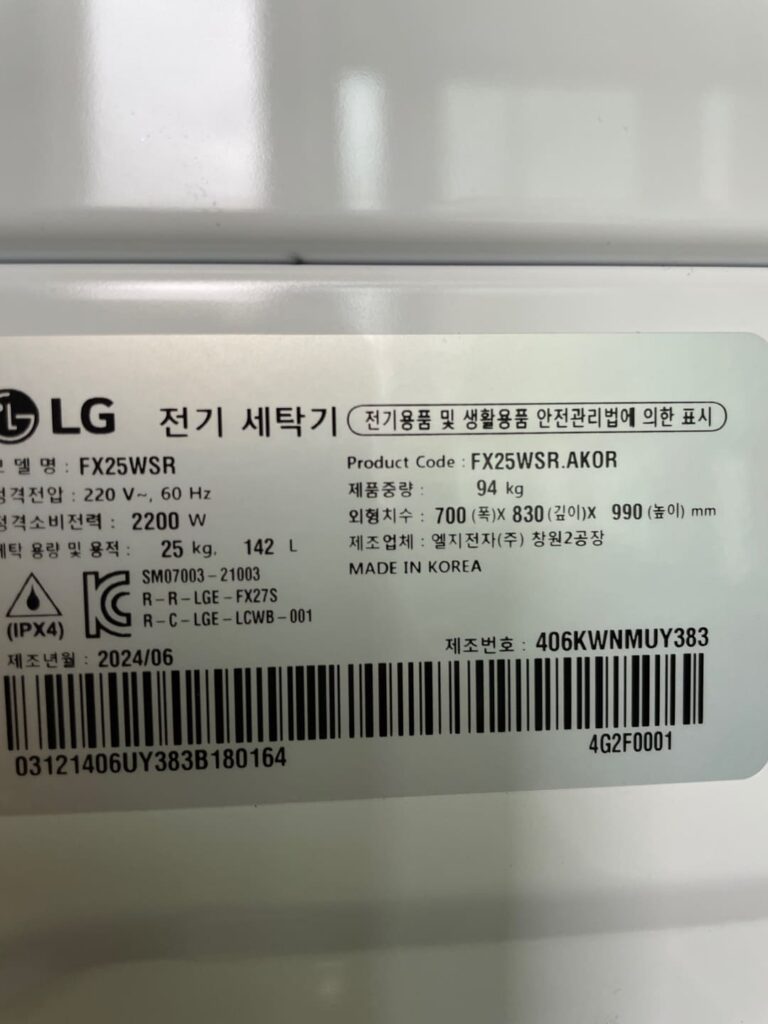 LG 전기 세탁기 전기용품 및 생활용품 안전관리법에 의한 표시
모 델 명 : FX25WSR
Product Code : FX25WSR.AKOR
정격전압 : 220 V~, 60 Hz
제품중량 : 94 kg
정격소비전력 : 2200 W
외형치수 : 700 (폭)X 830 (깊이)X 990 (높이) mm
세탁 용량 및 용적 : 25 kg, 142 L
제조업체 : 엘지전자(주) 창원2공장
MADE IN KOREA
SM07003-21003
R-R-LGE-FX27S
R-C-LGE-LCWB-001
(IPX4)
제조년월 : 2024/06
제조번호 : 406KWNMUY383
03121406UY383B180164
4G2F0001